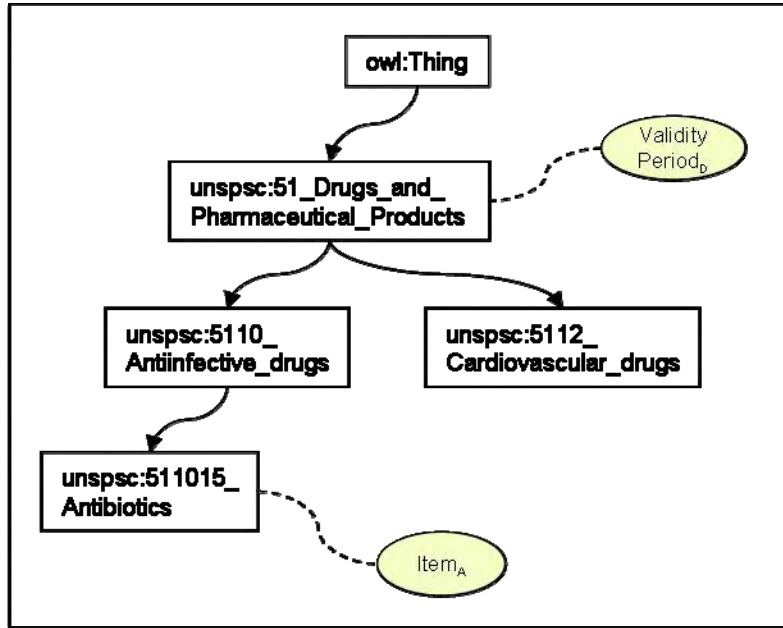 owl:Thing
Validity
Period_D
unspsc:51_Drugs_and_
Pharmaceutical_Products
unspsc:5110_
Antiinfective_drugs
unspsc:5112_
Cardiovascular_drugs
unspsc:511015_
Antibiotics
Item_A